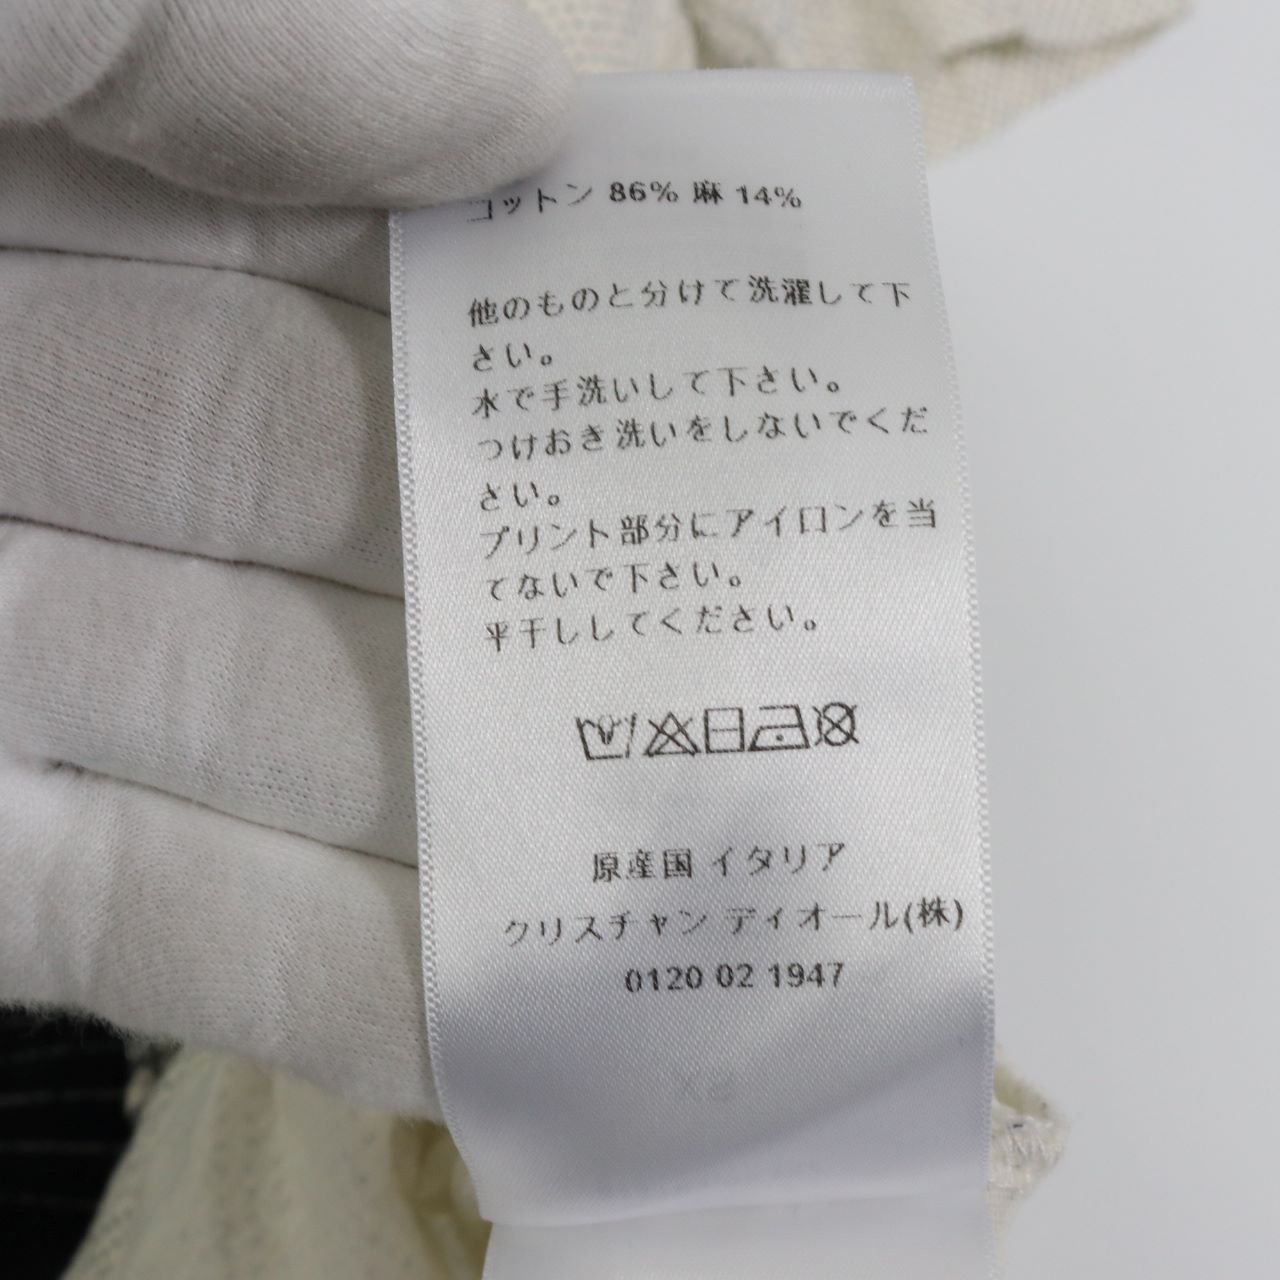 コットン 86% 麻 14%
他のものと分けて洗濯して下
さい。
水で手洗いして下さい。
つけおき洗いをしないでくだ
さい。
プリント部分にアイロンを当
てないで下さい。
平干ししてください。
原産国 イタリア
クリスチャン ディオール(株)
0120 02 1947